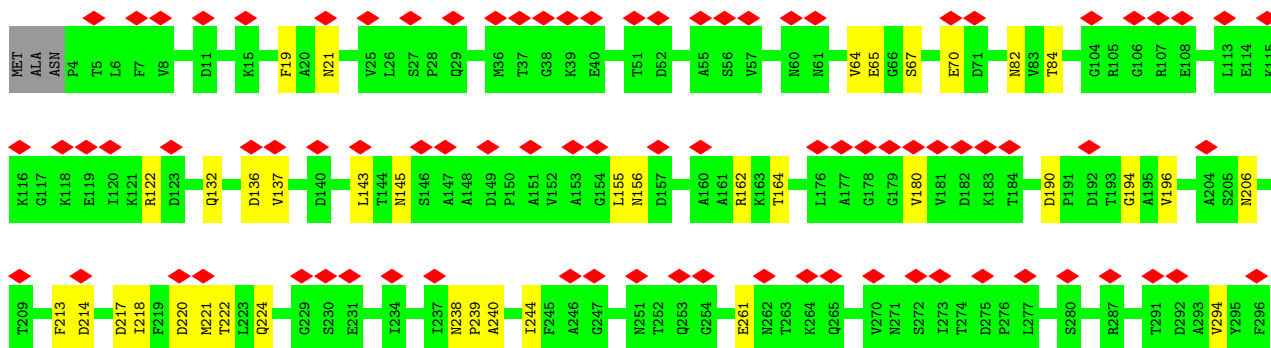 MET ALA ASN P4 T5 L6 F7 V8 D11 K15 F19 A20 N21 V25 L26 S27 P28 Q29 M36 T37 G38 K39 E40 T51 D52 A55 S56 V57 N60 N61 V64 E65 G66 S67 E70 D71 N82 V83 T84 G104 R105 G106 R107 E108 L113 E114 K115
K116 G117 K118 E119 I120 K121 R122 D123 Q132 D136 V137 D140 L143 T144 N145 S146 A147 A148 D149 P150 A151 V152 A153 G154 L155 N156 D157 A160 A161 R162 K163 T164 L176 A177 G178 G179 V180 V181 D182 K183 T184 D190 P191 D192 T193 G194 A195 V196 A204 S205 N206
T209 F213 D214 D217 I218 F219 D220 M221 T222 L223 Q224 G229 S230 E231 I234 I237 N238 P239 A240 I244 F245 A246 G247 N251 T252 Q253 G254 E261 N262 T263 K264 Q265 V270 N271 S272 I273 T274 D275 P276 L277 S280 R287 T291 D292 A293 V294 Y295 F296